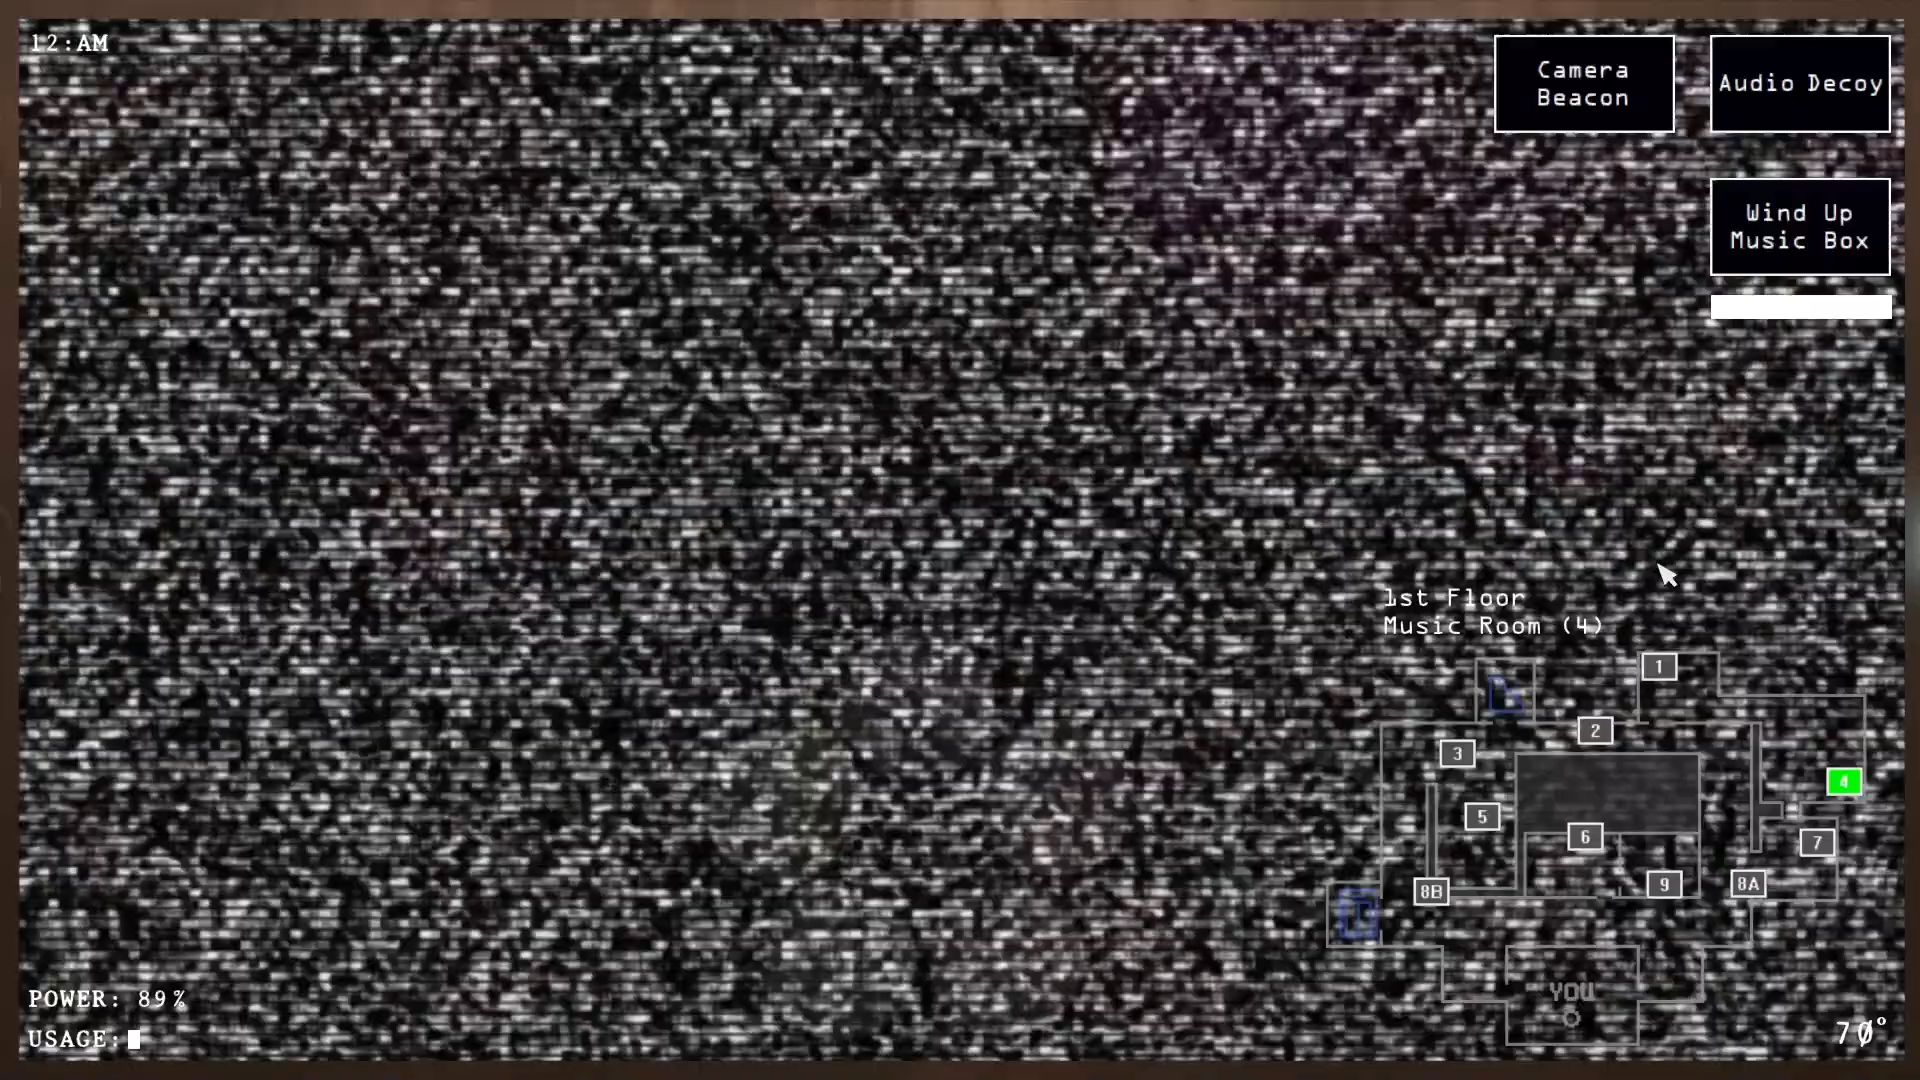 12:AM
Camera
Beacon
Audio Decoy
Wind Up
Music Box
1st Floor
Music Room (4)
1
2
3
4
5
6
7
8B
9
8A
YOU
POWER: 89%
USAGE:
70°